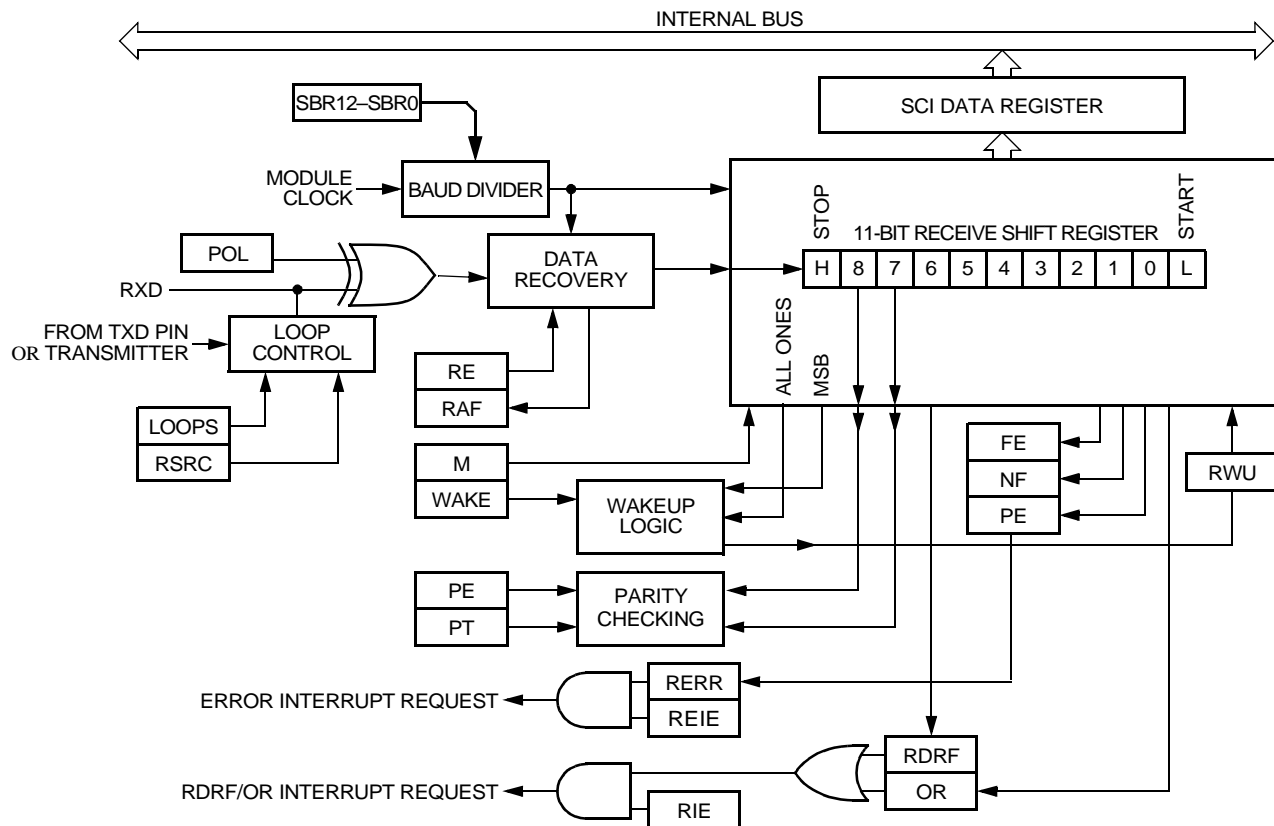 INTERNAL BUS
SBR12–SBR0
SCI DATA REGISTER
MODULE
CLOCK
BAUD DIVIDER
STOP
START
11-BIT RECEIVE SHIFT REGISTER
H 8 7 6 5 4 3 2 1 0 L
POL
DATA
RECOVERY
RXD
FROM TXD PIN
OR TRANSMITTER
LOOP
CONTROL
ALL ONES
MSB
RE
RAF
LOOPS
RSRC
M
WAKE
WAKEUP
LOGIC
FE
NF
PE
RWU
PE
PT
PARITY
CHECKING
ERROR INTERRUPT REQUEST
RERR
REIE
RDRF/OR INTERRUPT REQUEST
RDRF
OR
RIE